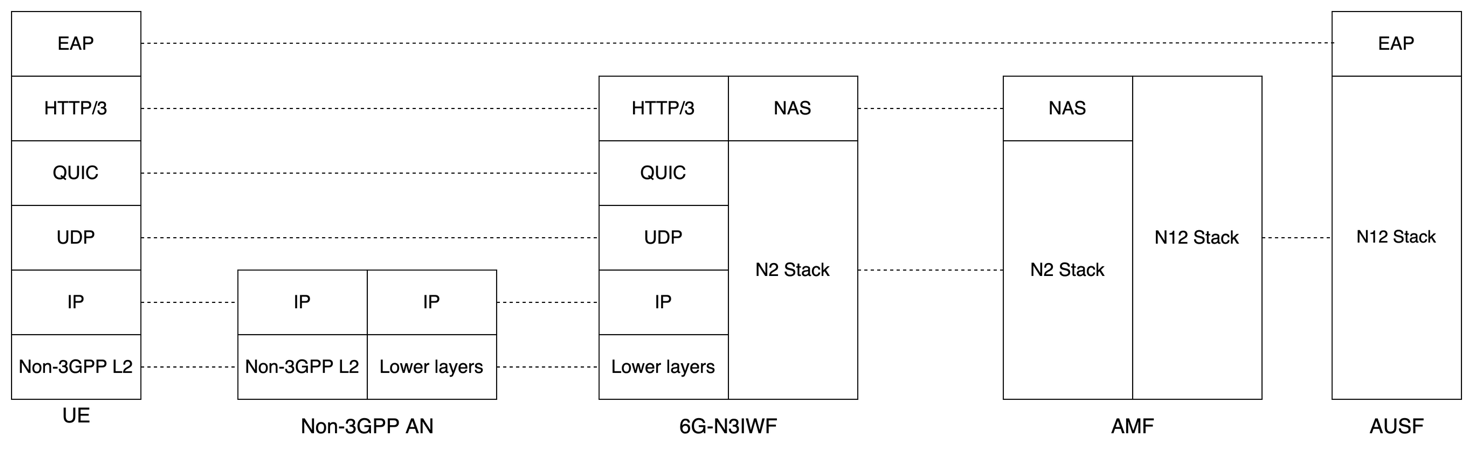 EAP
EAP
HTTP/3
HTTP/3
NAS
NAS
QUIC
QUIC
UDP
UDP
N12 Stack
N12 Stack
N2 Stack
N2 Stack
IP
IP
IP
IP
Non-3GPP L2
Non-3GPP L2
Lower layers
Lower layers
UE
Non-3GPP AN
6G-N3IWF
AMF
AUSF